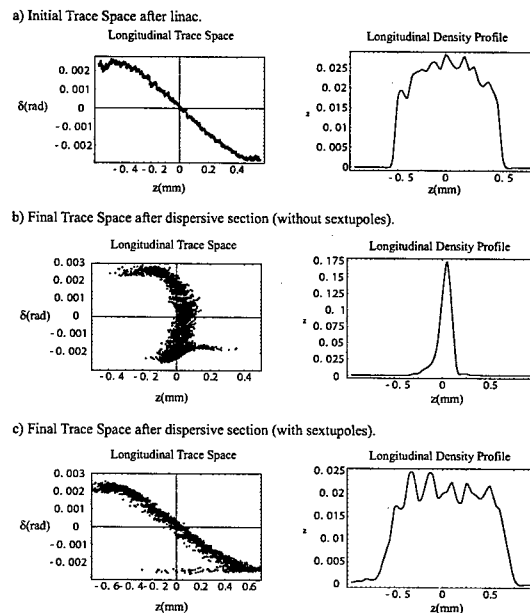 a) Initial Trace Space after linac.
Longitudinal Trace Space
Longitudinal Density Profile
0. 002
0. 001
δ(rad)
0
- 0. 001
- 0. 002
- 0. 4 - 0. 2 0 0. 2 0. 4
z(mm)
0. 025
0. 02
0. 015
z
0. 01
0. 005
0
- 0. 5 0 0. 5
z(mm)
b) Final Trace Space after dispersive section (without sextupoles).
Longitudinal Trace Space
Longitudinal Density Profile
0. 003
0. 002
0. 001
δ(rad)
0
- 0. 001
- 0. 002
- 0. 4 - 0. 2 0 0. 2 0. 4
z(mm)
0. 175
0. 15
0. 125
0. 1
z
0. 075
0. 05
0. 025
0
- 0. 5 0 0. 5
z(mm)
c) Final Trace Space after dispersive section (with sextupoles).
Longitudinal Trace Space
Longitudinal Density Profile
0. 003
0. 002
0. 001
δ(rad)
0
- 0. 001
0. 002
-0. 6 -0. 4 -0. 2 0 0. 2 0. 4 0. 6
z(mm)
0. 025
0. 02
0. 015
z
0. 01
0. 005
0
- 0. 5 0 0. 5
z(mm)